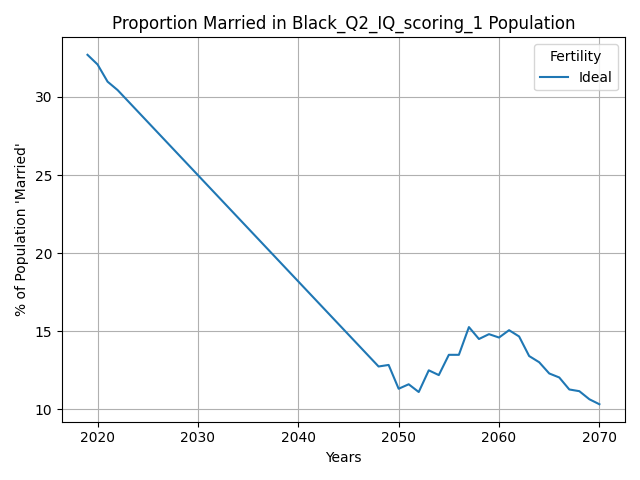 Proportion Married in Black_Q2_IQ_scoring_1 Population
Fertility
Ideal
% of Population 'Married'
30
25
20
15
10
2020 2030 2040 2050 2060 2070
Years